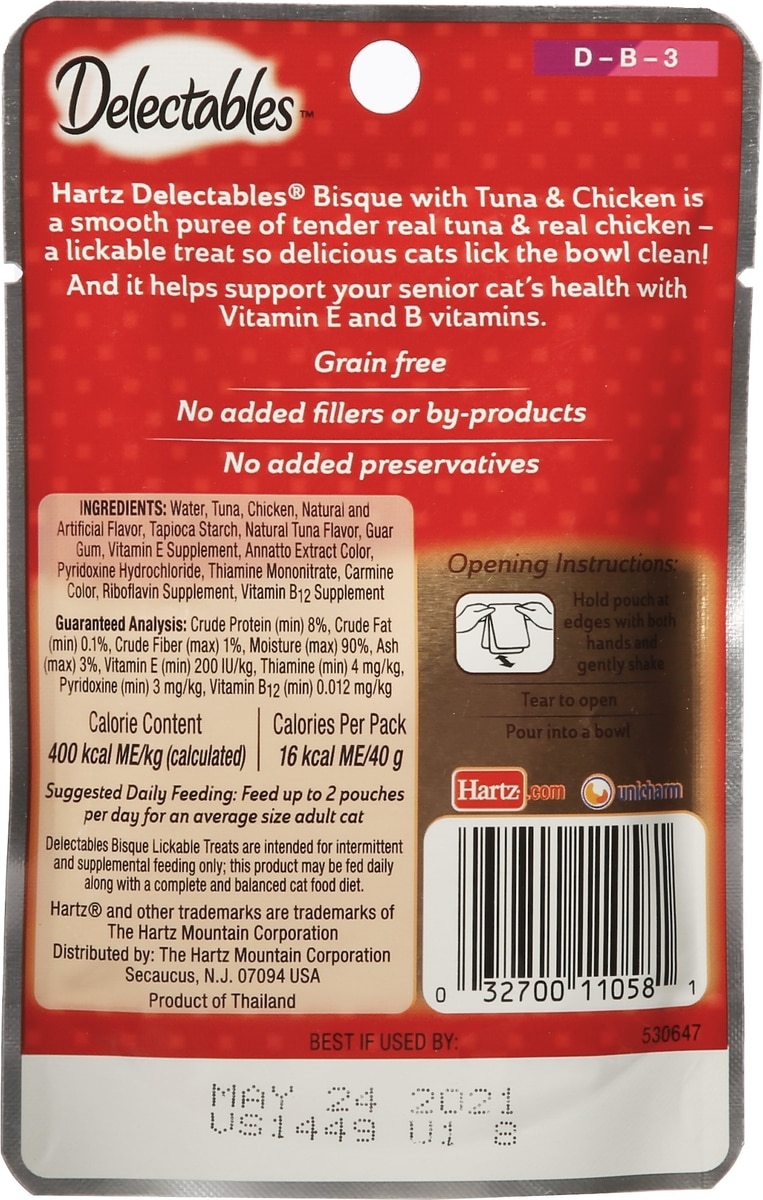 Delectables™
D – B – 3
Hartz Delectables® Bisque with Tuna & Chicken is
a smooth puree of tender real tuna & real chicken –
a lickable treat so delicious cats lick the bowl clean!
And it helps support your senior cat's health with
Vitamin E and B vitamins.
Grain free
No added fillers or by-products
No added preservatives
INGREDIENTS: Water, Tuna, Chicken, Natural and
Artificial Flavor, Tapioca Starch, Natural Tuna Flavor, Guar
Gum, Vitamin E Supplement, Annatto Extract Color,
Pyridoxine Hydrochloride, Thiamine Mononitrate, Carmine
Color, Riboflavin Supplement, Vitamin B12 Supplement
Guaranteed Analysis: Crude Protein (min) 8%, Crude Fat
(min) 0.1%, Crude Fiber (max) 1%, Moisture (max) 90%, Ash
(max) 3%, Vitamin E (min) 200 IU/kg, Thiamine (min) 4 mg/kg,
Pyridoxine (min) 3 mg/kg, Vitamin B12 (min) 0.012 mg/kg
Calorie Content
400 kcal ME/kg (calculated)
Calories Per Pack
16 kcal ME/40 g
Suggested Daily Feeding: Feed up to 2 pouches
per day for an average size adult cat
Delectables Bisque Lickable Treats are intended for intermittent
and supplemental feeding only; this product may be fed daily
along with a complete and balanced cat food diet.
Hartz® and other trademarks are trademarks of
The Hartz Mountain Corporation
Distributed by: The Hartz Mountain Corporation
Secaucus, N.J. 07094 USA
Product of Thailand
Opening Instructions:
Hold pouch at
edges with both
hands and
gently shake
Tear to open
Pour into a bowl
Hartz.com
unicharm
0 32700 11058 1
BEST IF USED BY:
530647
MAY 24 2021
US1449 U1 8